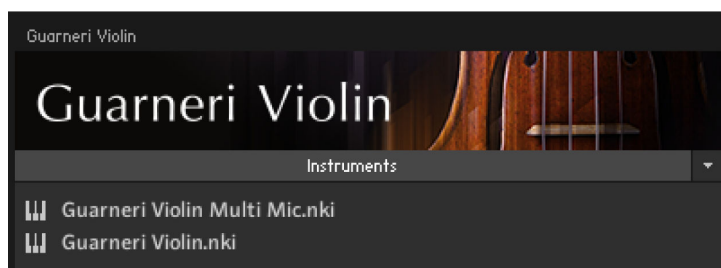 Guarneri Violin
Guarneri Violin
Instruments
Guarneri Violin Multi Mic.nki
Guarneri Violin.nki